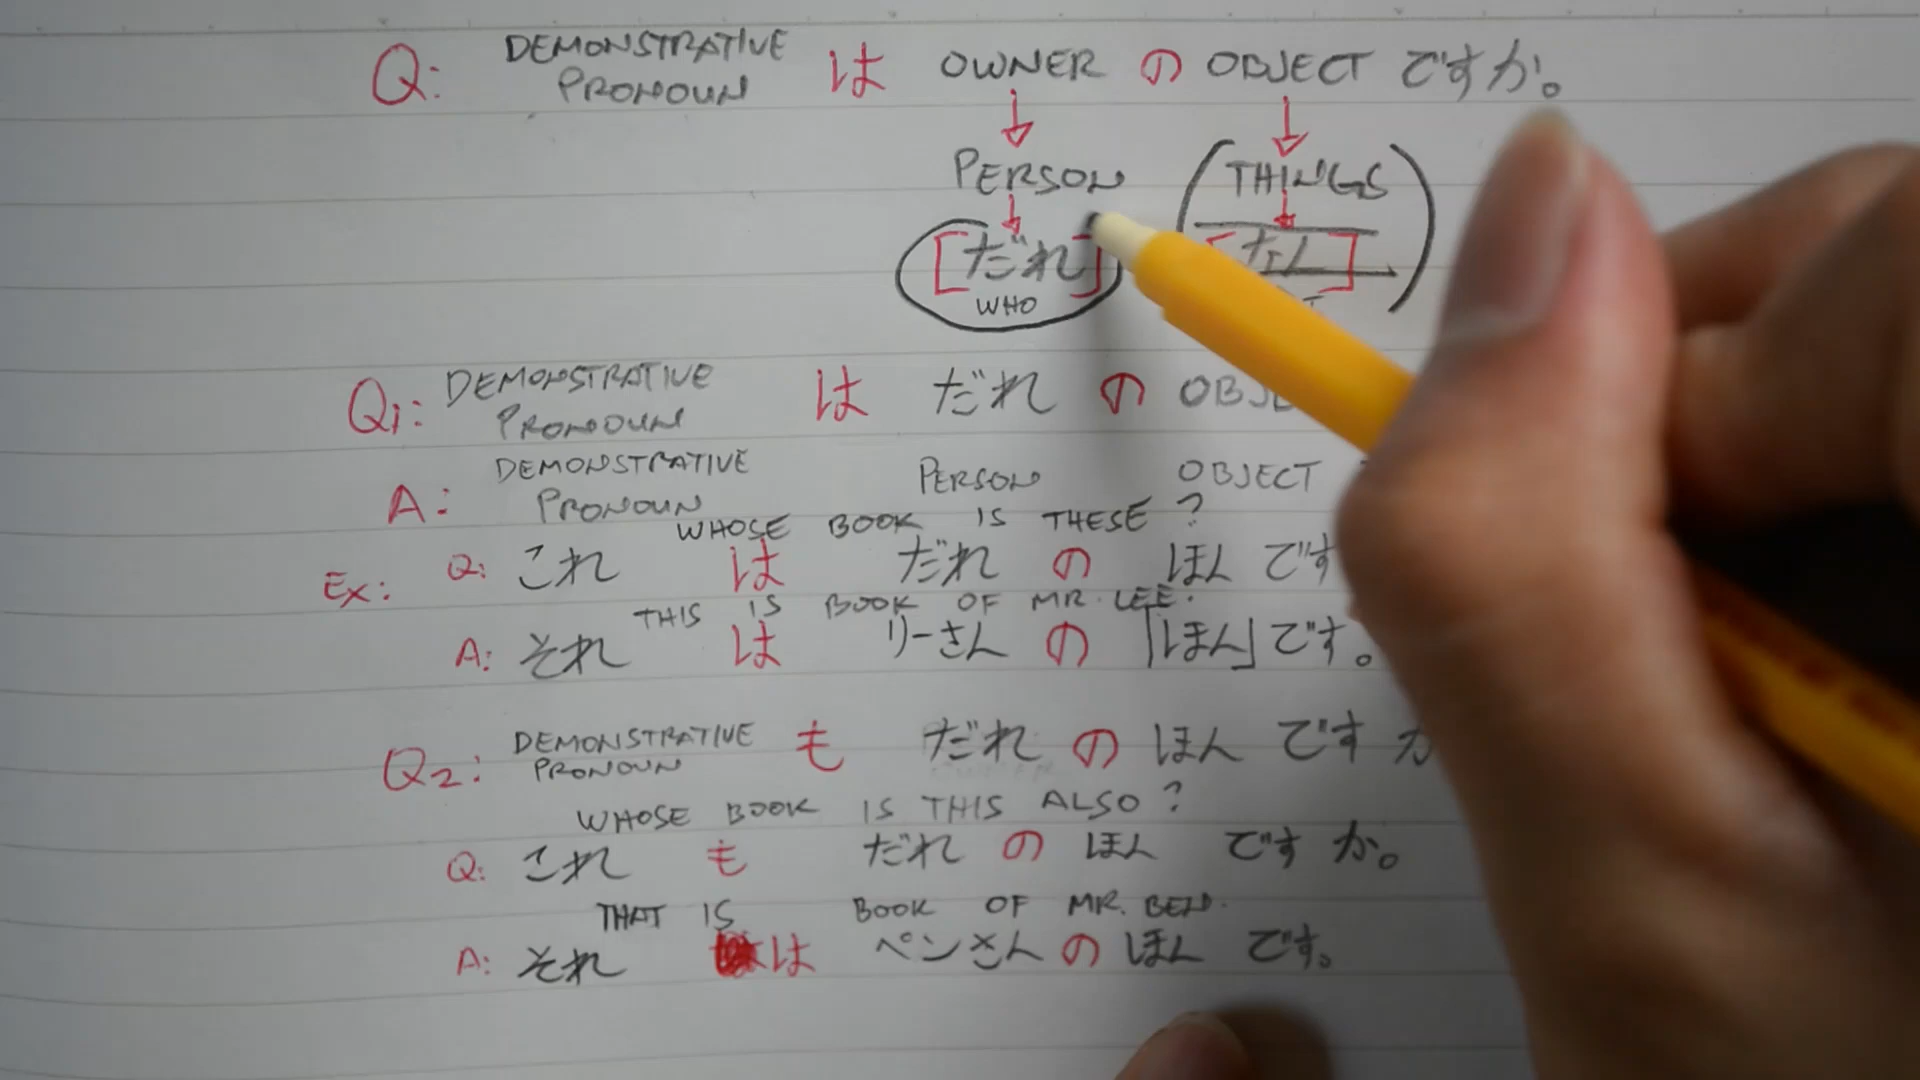 Q: DEMONSTRATIVE PRONOUN は OWNER の OBJECT ですか。
PERSON THINGS
[だれ] [なん]
WHO
Q1: DEMONSTRATIVE PRONOUN は だれ の
A: DEMONSTRATIVE PRONOUN PERSON OBJECT
WHOSE BOOK IS THESE?
Ex: Q: これ は だれ の ほん です
THIS IS BOOK OF MR. LEE.
A: それ は リーさん の 「ほん」です。
Q2: DEMONSTRATIVE PRONOUN も だれ の ほん です か
WHOSE BOOK IS THIS ALSO?
Q: これ も だれ の ほん です か。
THAT IS BOOK OF MR.
A: それ は ペンさん の ほん です。